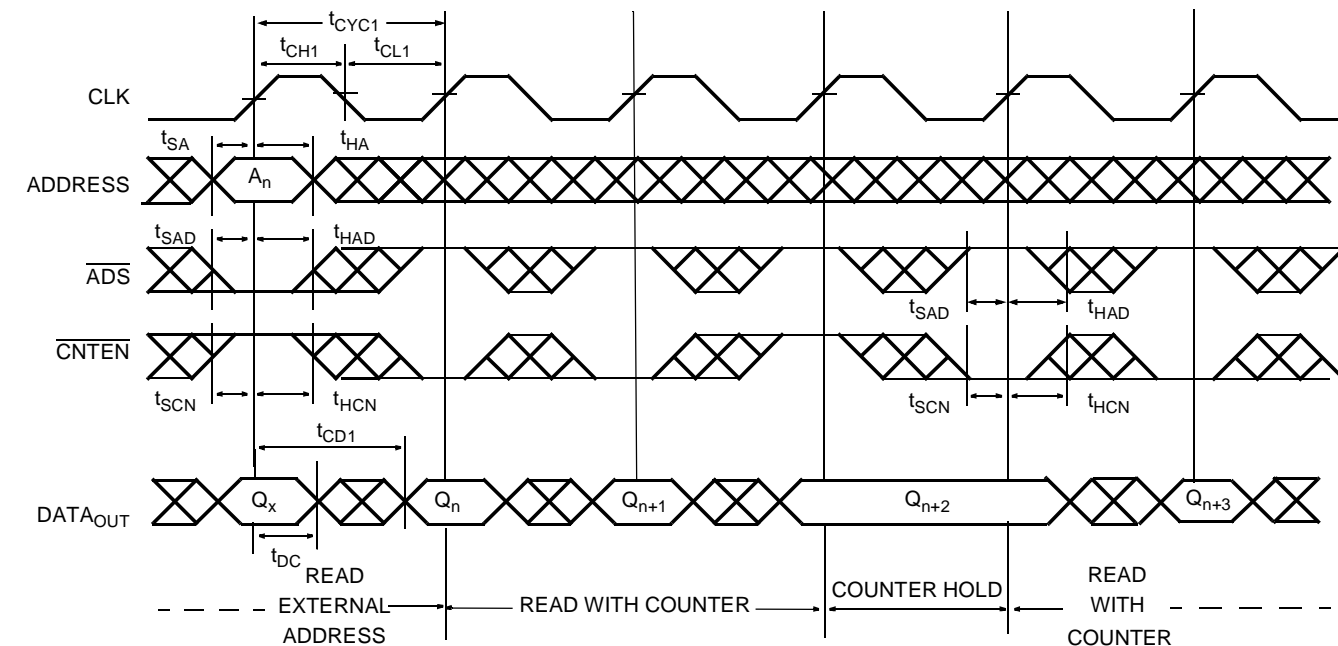 tCYC1
tCH1 tCL1
CLK
tSA tHA
ADDRESS An
tSAD tHAD
ADS
tSAD tHAD
CNTEN
tSCN tHCN tSCN tHCN
tCD1
DATAOUT Qx Qn Qn+1 Qn+2 Qn+3
tDC
READ
EXTERNAL
ADDRESS
READ WITH COUNTER
COUNTER HOLD
READ
WITH
COUNTER